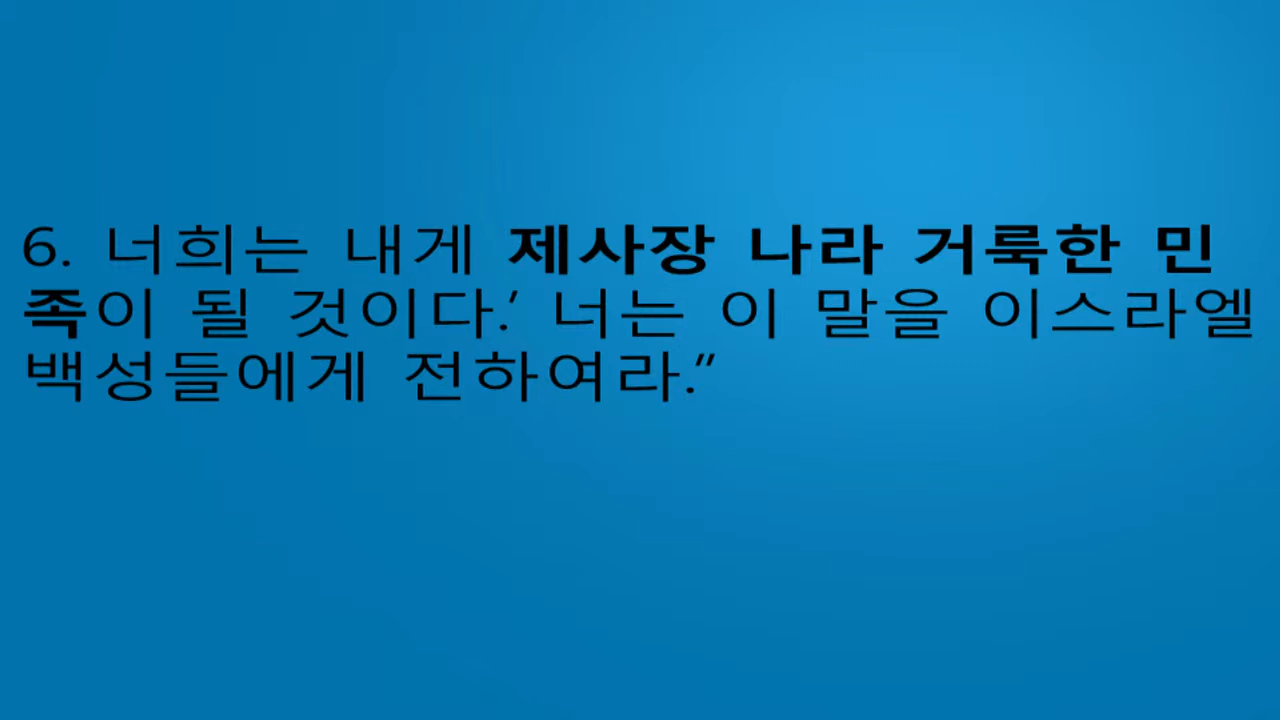 6. 너희는 내게 제사장 나라 거룩한 민
족이 될 것이다.’ 너는 이 말을 이스라엘
백성들에게 전하여라.”